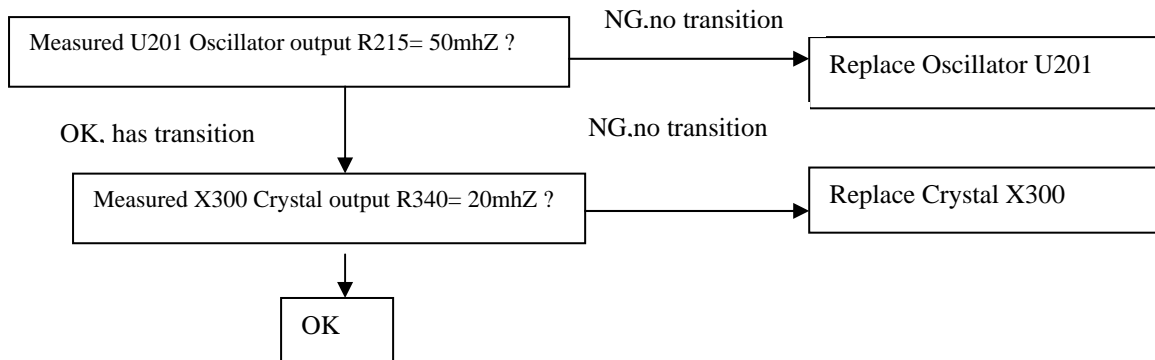 NG,no transition
Measured U201 Oscillator output R215= 50mhZ ?
Replace Oscillator U201
OK, has transition
NG,no transition
Measured X300 Crystal output R340= 20mhZ ?
Replace Crystal X300
OK